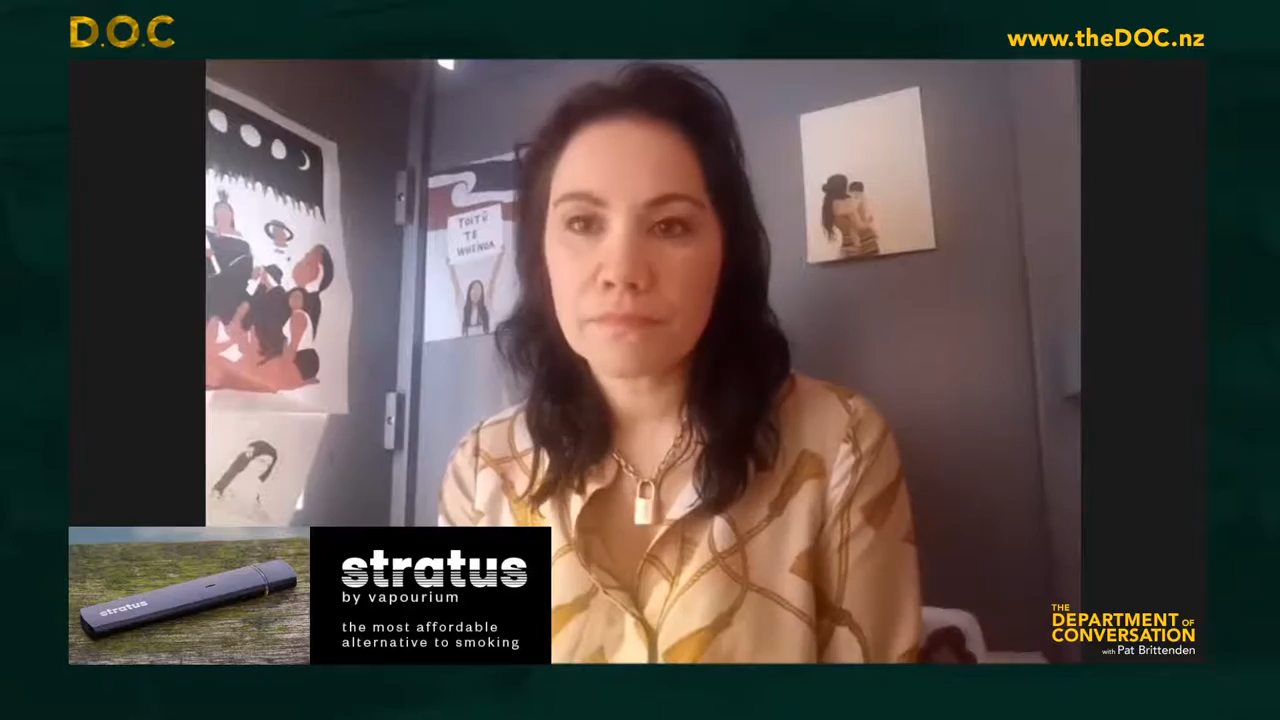 D.O.C
www.theDOC.nz
TOITŪ
TE
WHENUA
stratus
stratus
by vapourium
the most affordable
alternative to smoking
THE
DEPARTMENT OF
CONVERSATION
with Pat Brittenden